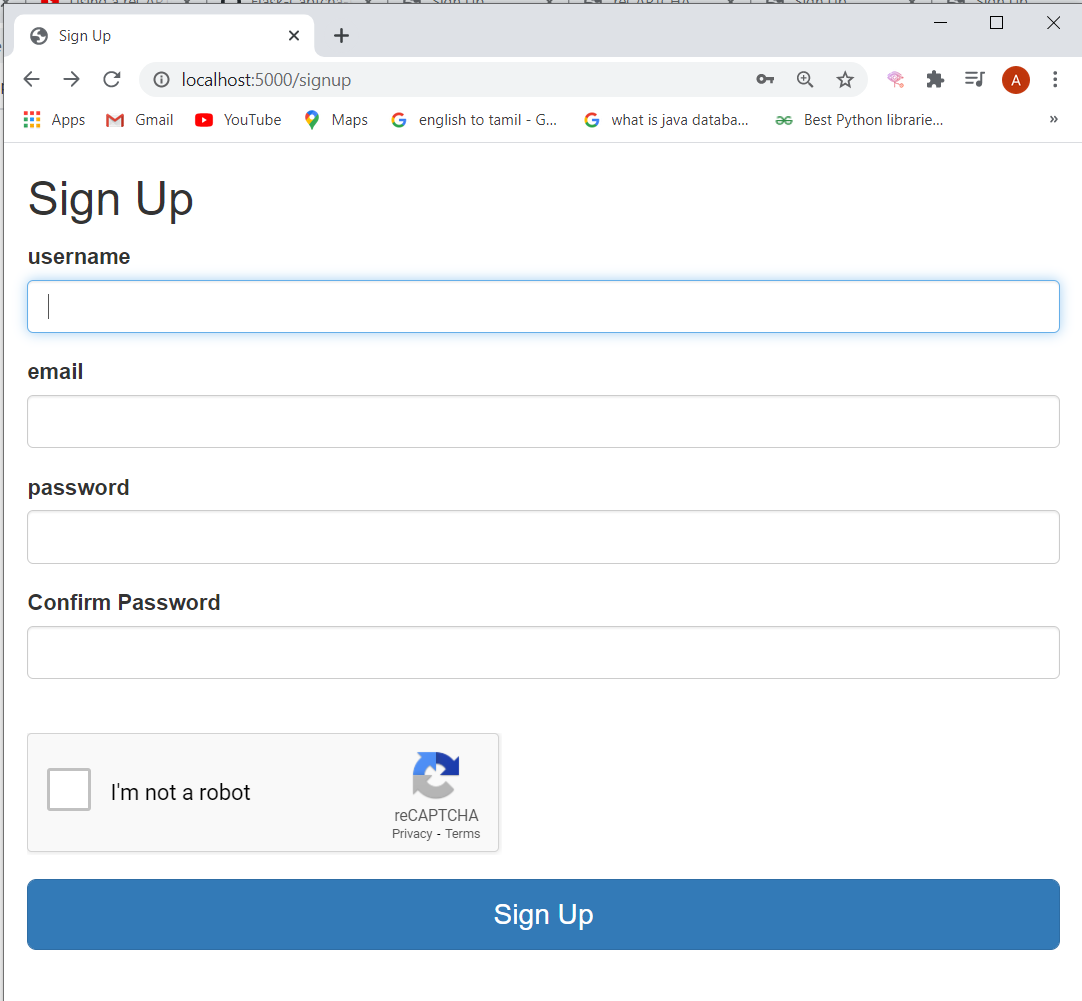 Sign Up
localhost:5000/signup
A
Apps Gmail YouTube Maps english to tamil - G... what is java databa... Best Python librarie... »
Sign Up
username
email
password
Confirm Password
I'm not a robot
reCAPTCHA
Privacy - Terms
Sign Up